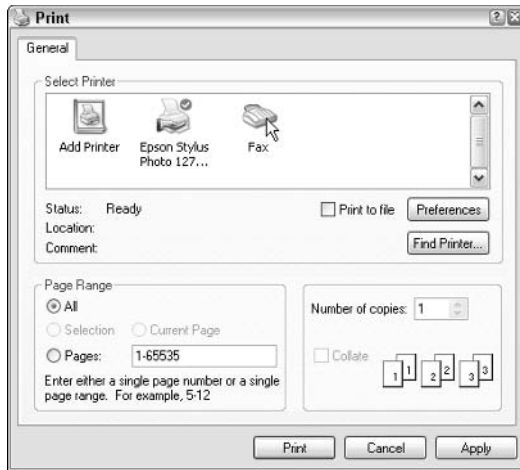 Print
General
Select Printer
Add Printer
Epson Stylus
Photo 127...
Fax
Status: Ready
Print to file
Preferences
Location:
Comment:
Find Printer...
Page Range
All
Selection
Current Page
Pages:
1-65535
Enter either a single page number or a single
page range. For example, 5-12
Number of copies: 1
Collate
1 1 2 2 3 3
Print
Cancel
Apply